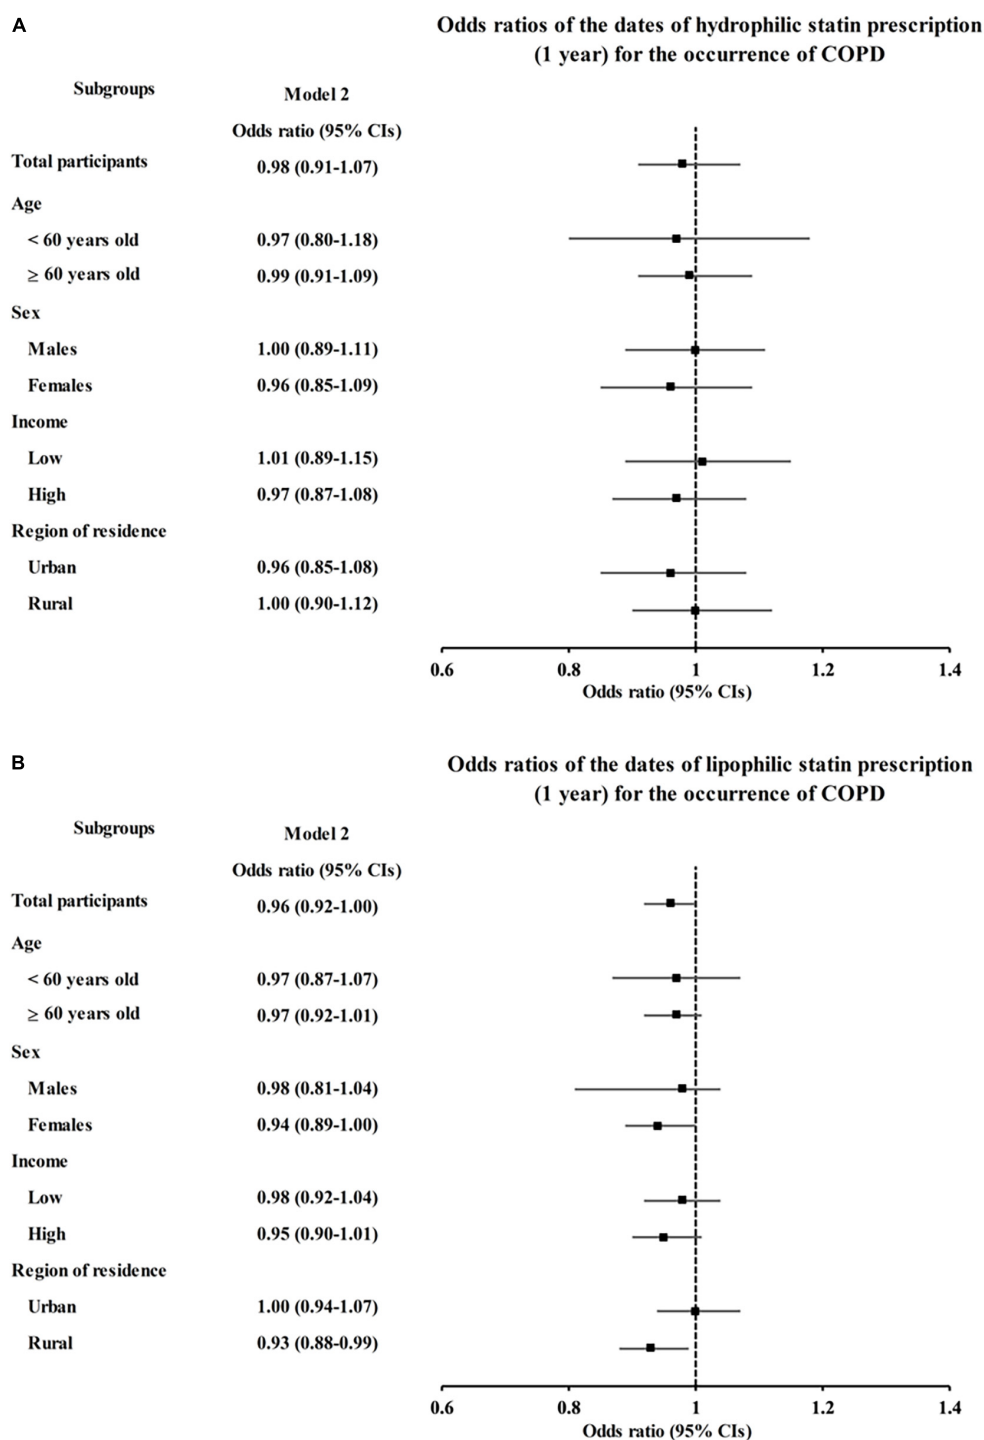 A
Odds ratios of the dates of hydrophilic statin prescription
(1 year) for the occurrence of COPD
Subgroups
Model 2
Odds ratio (95% CIs)
Total participants 0.98 (0.91-1.07)
Age
< 60 years old 0.97 (0.80-1.18)
≥ 60 years old 0.99 (0.91-1.09)
Sex
Males 1.00 (0.89-1.11)
Females 0.96 (0.85-1.09)
Income
Low 1.01 (0.89-1.15)
High 0.97 (0.87-1.08)
Region of residence
Urban 0.96 (0.85-1.08)
Rural 1.00 (0.90-1.12)
0.6 0.8 1 1.2 1.4
Odds ratio (95% CIs)
B
Odds ratios of the dates of lipophilic statin prescription
(1 year) for the occurrence of COPD
Subgroups
Model 2
Odds ratio (95% CIs)
Total participants 0.96 (0.92-1.00)
Age
< 60 years old 0.97 (0.87-1.07)
≥ 60 years old 0.97 (0.92-1.01)
Sex
Males 0.98 (0.81-1.04)
Females 0.94 (0.89-1.00)
Income
Low 0.98 (0.92-1.04)
High 0.95 (0.90-1.01)
Region of residence
Urban 1.00 (0.94-1.07)
Rural 0.93 (0.88-0.99)
0.6 0.8 1 1.2 1.4
Odds ratio (95% CIs)